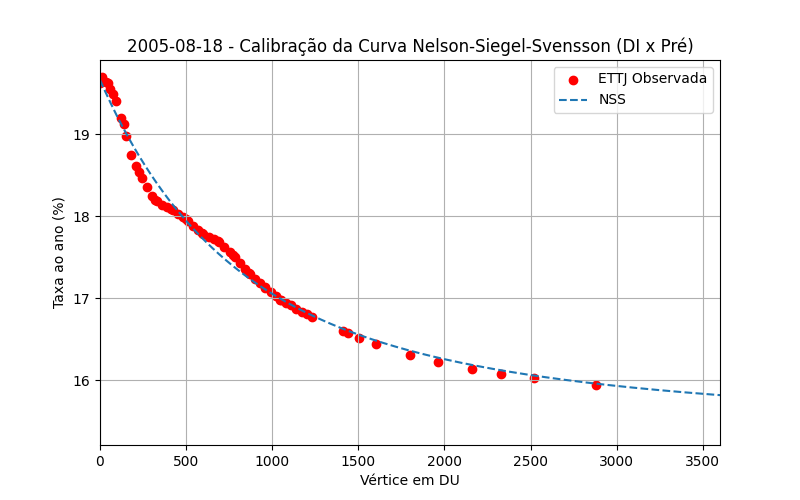 2005-08-18 - Calibração da Curva Nelson-Siegel-Svensson (DI x Pré)
ETTJ Observada
NSS
Taxa ao ano (%)
19
18
17
16
0 500 1000 1500 2000 2500 3000 3500
Vértice em DU